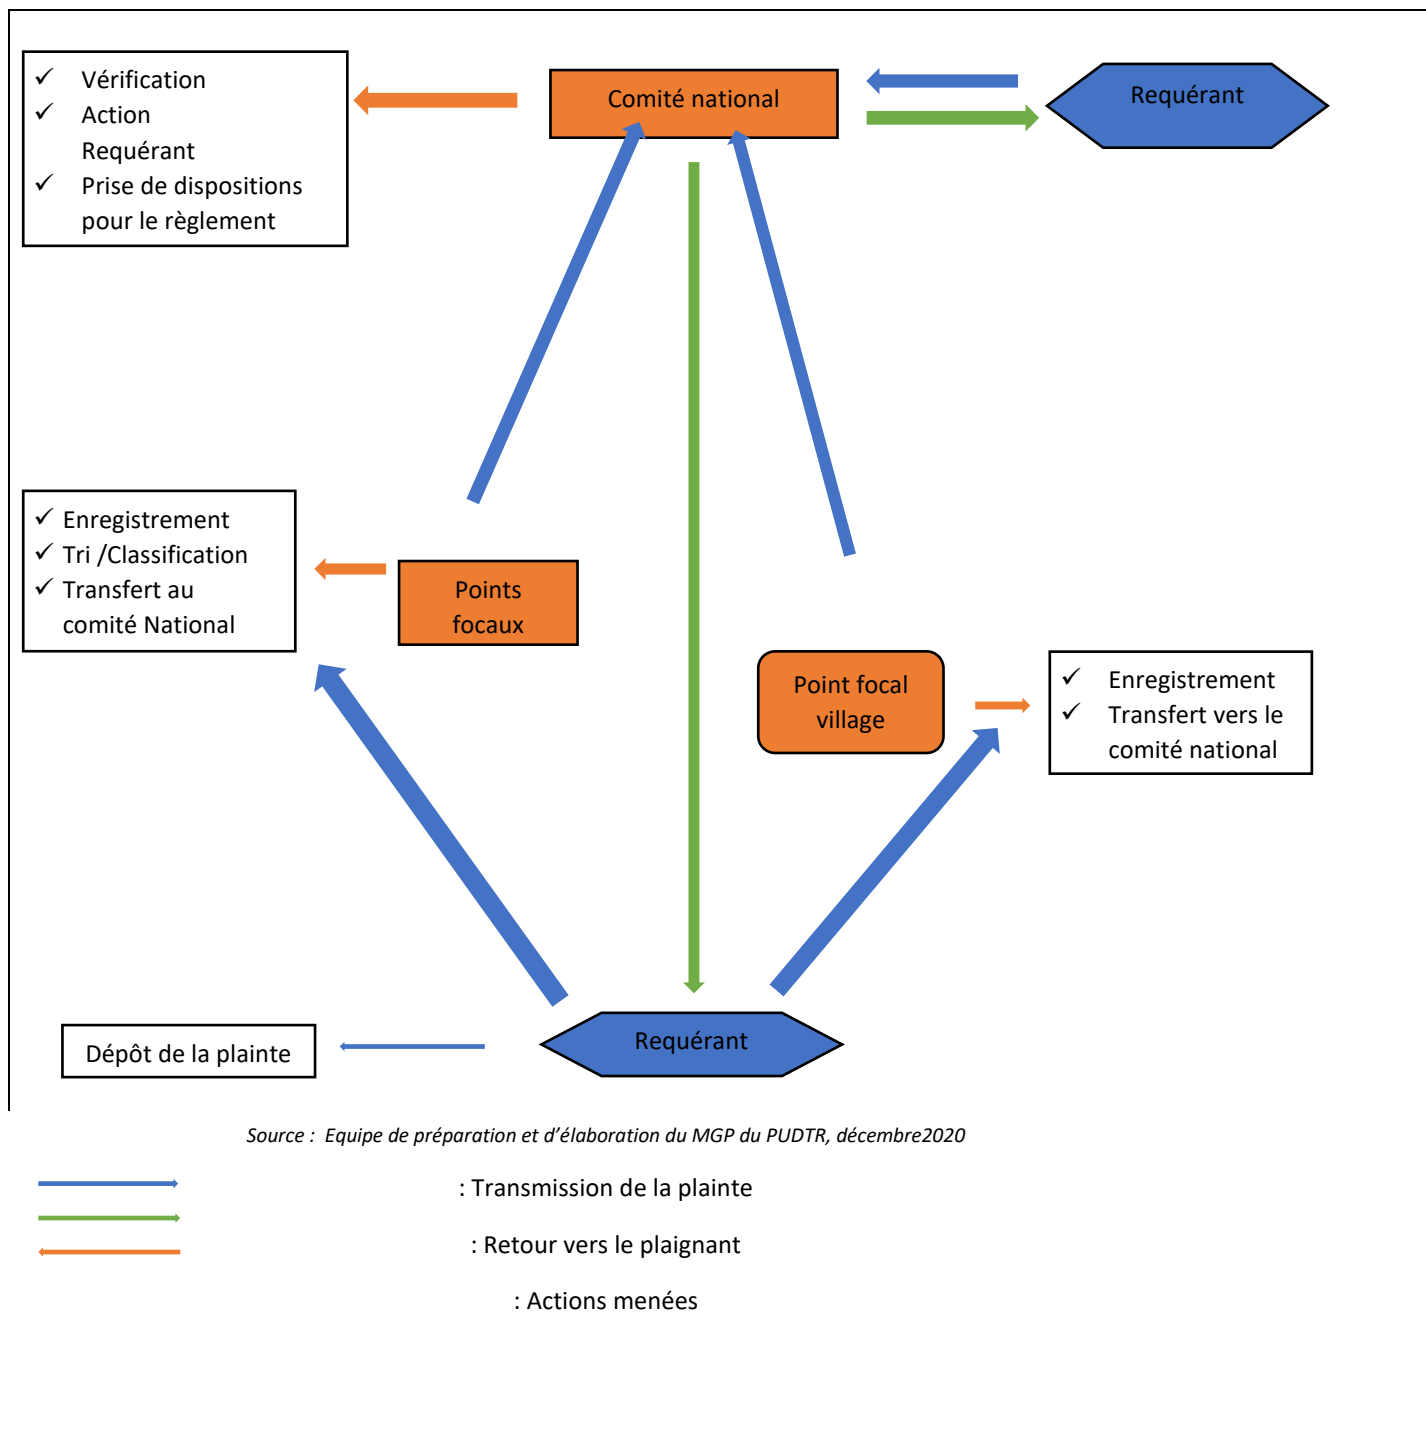 Vérification
Action
Requérant
Prise de dispositions
pour le règlement
Comité national
Requérant
Enregistrement
Tri /Classification
Transfert au
comité National
Points
focaux
Point focal
village
Enregistrement
Transfert vers le
comité national
Dépôt de la plainte
Requérant
Source : Equipe de préparation et d'élaboration du MGP du PUDTR, décembre2020
: Transmission de la plainte
: Retour vers le plaignant
: Actions menées